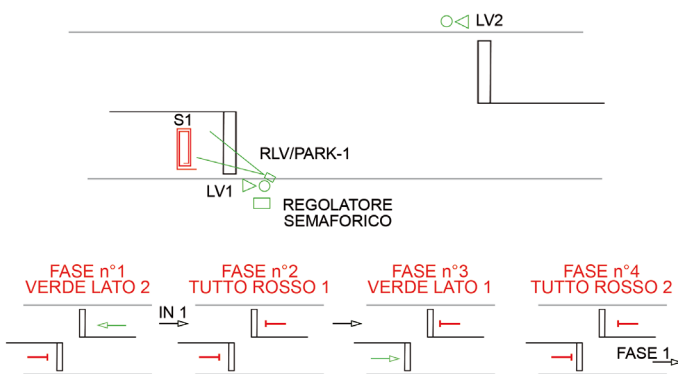 LV2
S1
RLV/PARK-1
LV1
REGOLATORE
SEMAFORICO
FASE n°1
VERDE LATO 2
IN 1
FASE n°2
TUTTO ROSSO 1
FASE n°3
VERDE LATO 1
FASE n°4
TUTTO ROSSO 2
FASE 1